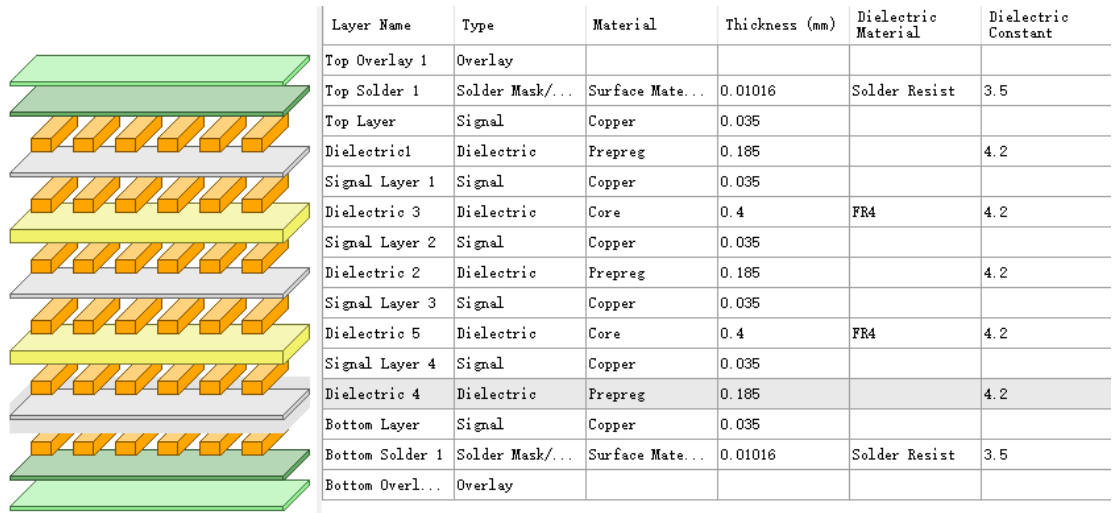 Layer Name Type Material Thickness (mm) Dielectric Material Dielectric Constant
Top Overlay 1 Overlay
Top Solder 1 Solder Mask/... Surface Mate... 0.01016 Solder Resist 3.5
Top Layer Signal Copper 0.035
Dielectric1 Dielectric Prepreg 0.185 4.2
Signal Layer 1 Signal Copper 0.035
Dielectric 3 Dielectric Core 0.4 FR4 4.2
Signal Layer 2 Signal Copper 0.035
Dielectric 2 Dielectric Prepreg 0.185 4.2
Signal Layer 3 Signal Copper 0.035
Dielectric 5 Dielectric Core 0.4 FR4 4.2
Signal Layer 4 Signal Copper 0.035
Dielectric 4 Dielectric Prepreg 0.185 4.2
Bottom Layer Signal Copper 0.035
Bottom Solder 1 Solder Mask/... Surface Mate... 0.01016 Solder Resist 3.5
Bottom Overl... Overlay